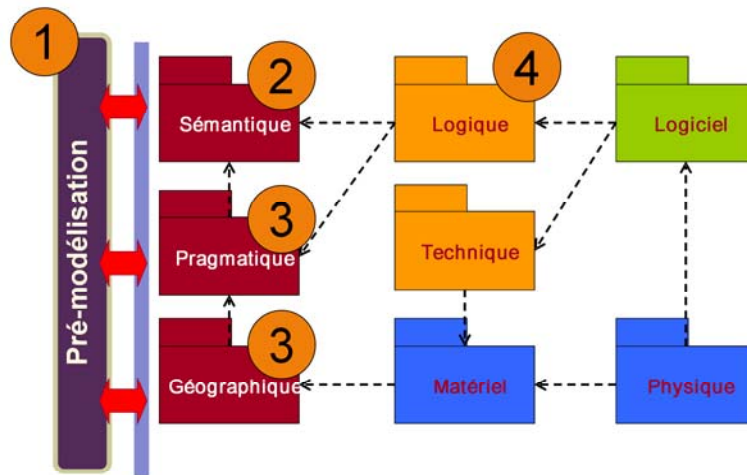 1
Pré-modélisation
2
Sémantique
4
Logique
Logiciel
3
Pragmatique
Technique
3
Géographique
Matériel
Physique